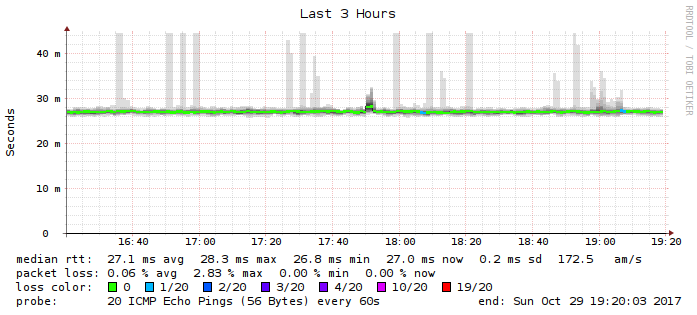 Last 3 Hours
RRDTOOL / TOBI OETIKER
Seconds
40 m
30 m
20 m
10 m
0
16:40 17:00 17:20 17:40 18:00 18:20 18:40 19:00 19:20
median rtt: 27.1 ms avg 28.3 ms max 26.8 ms min 27.0 ms now 0.2 ms sd 172.5 am/s
packet loss: 0.06 % avg 2.83 % max 0.00 % min 0.00 % now
loss color: 0 1/20 2/20 3/20 4/20 10/20 19/20
probe: 20 ICMP Echo Pings (56 Bytes) every 60s end: Sun Oct 29 19:20:03 2017